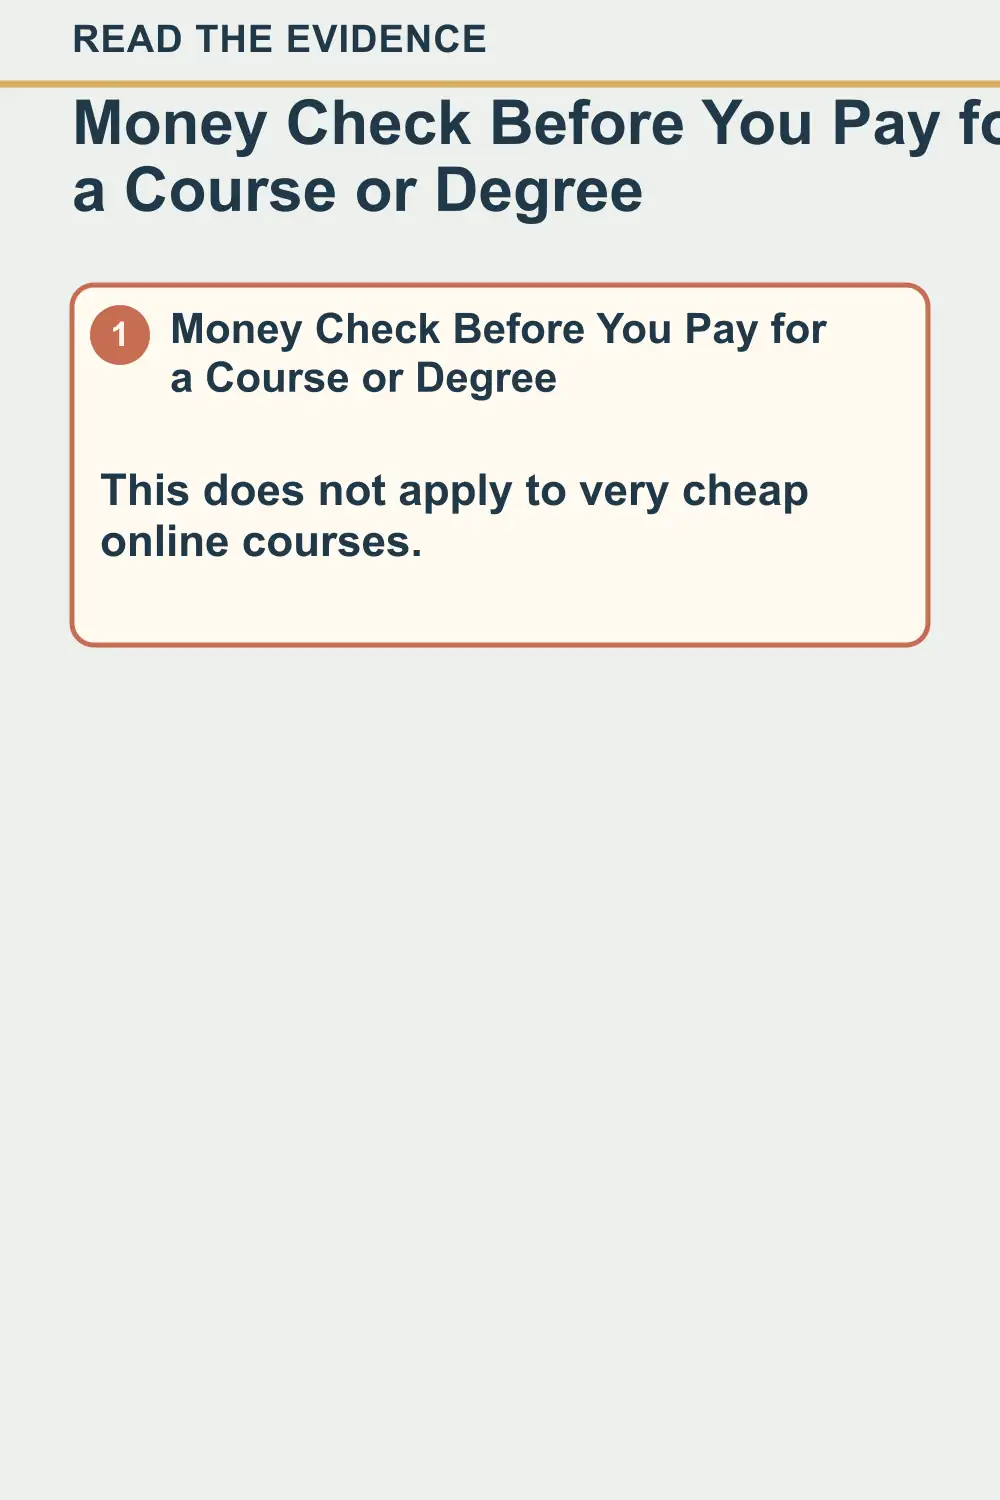 READ THE EVIDENCE
Money Check Before You Pay fo
a Course or Degree
1
Money Check Before You Pay for
a Course or Degree
This does not apply to very cheap
online courses.